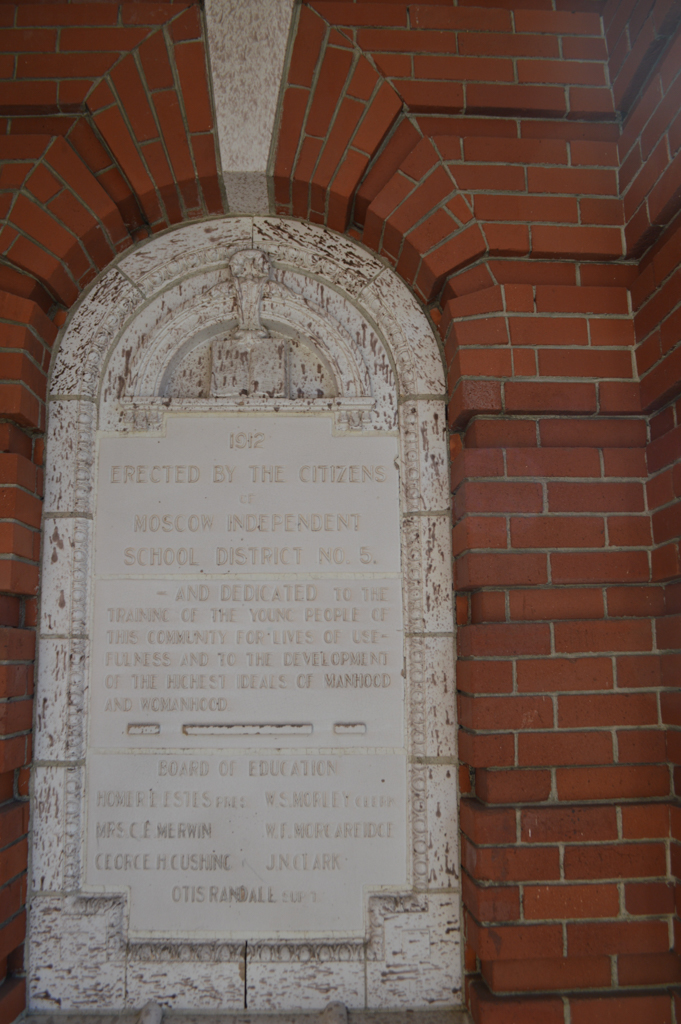 1912
ERECTED BY THE CITIZENS
OF
MOSCOW INDEPENDENT
SCHOOL DISTRICT NO. 5.
- AND DEDICATED TO THE
TRAINING OF THE YOUNG PEOPLE OF
THIS COMMUNITY FOR LIVES OF USE-
FULNESS AND TO THE DEVELOPMENT
OF THE HIGHEST IDEALS OF MANHOOD
AND WOMANHOOD.
BOARD OF EDUCATION
HOMER E. ESTES PRES. W.S. MORLEY CLERK
MRS. C.E. MERWIN W.F. MORGAREIDGE
GEORGE H. CUSHING J.N. CLARK
OTIS RANDALL SUPT.